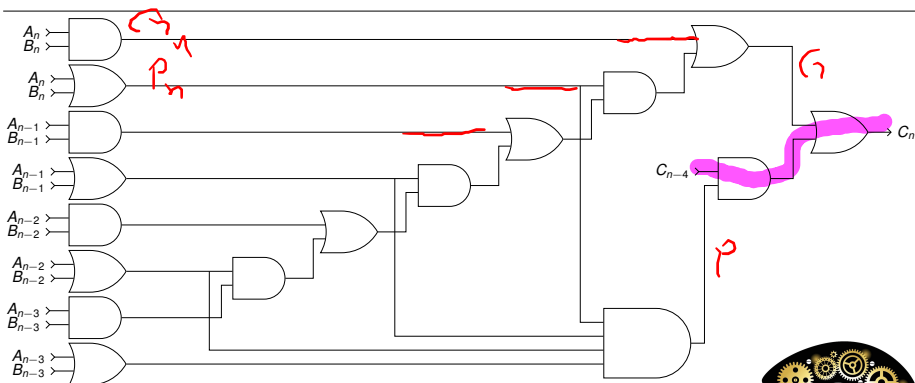 Aₙ
Bₙ
Gₙ
Aₙ
Bₙ
Pₙ
G
Aₙ₋₁
Bₙ₋₁
Cₙ
Aₙ₋₁
Bₙ₋₁
Cₙ₋₄
Aₙ₋₂
Bₙ₋₂
Aₙ₋₂
Bₙ₋₂
P
Aₙ₋₃
Bₙ₋₃
Aₙ₋₃
Bₙ₋₃